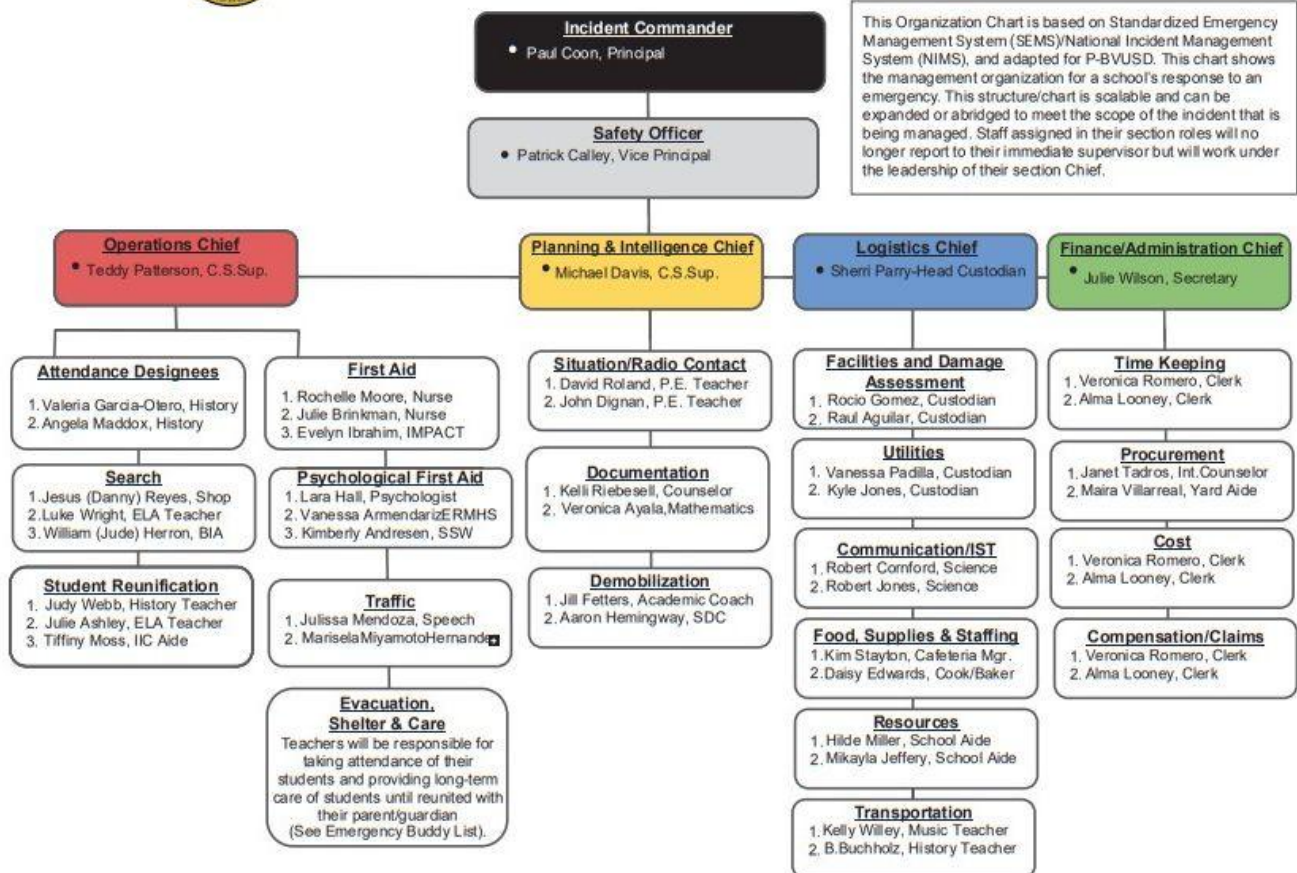 Incident Commander
• Paul Coon, Principal
This Organization Chart is based on Standardized Emergency
Management System (SEMS)/National Incident Management
System (NIMS), and adapted for P-BVUSD. This chart shows
the management organization for a school's response to an
emergency. This structure/chart is scalable and can be
expanded or abridged to meet the scope of the incident that is
being managed. Staff assigned in their section roles will no
longer report to their immediate supervisor but will work under
the leadership of their section Chief.
Safety Officer
• Patrick Calley, Vice Principal
Operations Chief
• Teddy Patterson, C.S.Sup.
Planning & Intelligence Chief
• Michael Davis, C.S.Sup.
Logistics Chief
• Sherri Parry-Head Custodian
Finance/Administration Chief
• Julie Wilson, Secretary
Attendance Designees
1. Valeria Garcia-Otero, History
2. Angela Maddox, History
Search
1. Jesus (Danny) Reyes, Shop
2. Luke Wright, ELA Teacher
3. William (Jude) Herron, BIA
Student Reunification
1. Judy Webb, History Teacher
2. Julie Ashley, ELA Teacher
3. Tiffiny Moss, IIC Aide
First Aid
1. Rochelle Moore, Nurse
2. Julie Brinkman, Nurse
3. Evelyn Ibrahim, IMPACT
Psychological First Aid
1. Lara Hall, Psychologist
2. Vanessa ArmendarizERMHS
3. Kimberly Andresen, SSW
Traffic
1. Julissa Mendoza, Speech
2. MariselaMiyamotoHernande
Evacuation,
Shelter & Care
Teachers will be responsible for
taking attendance of their
students and providing long-term
care of students until reunited with
their parent/guardian
(See Emergency Buddy List).
Situation/Radio Contact
1. David Roland, P.E. Teacher
2. John Dignan, P.E. Teacher
Documentation
1. Kelli Riebesell, Counselor
2. Veronica Ayala,Mathematics
Demobilization
1. Jill Fetters, Academic Coach
2. Aaron Hemingway, SDC
Facilities and Damage
Assessment
1. Rocio Gomez, Custodian
2. Raul Aguilar, Custodian
Utilities
1. Vanessa Padilla, Custodian
2. Kyle Jones, Custodian
Communication/IST
1. Robert Cornford, Science
2. Robert Jones, Science
Food, Supplies & Staffing
1. Kim Stayton, Cafeteria Mgr.
2. Daisy Edwards, Cook/Baker
Resources
1. Hilde Miller, School Aide
2. Mikayla Jeffery, School Aide
Transportation
1. Kelly Willey, Music Teacher
2. B.Buchholz, History Teacher
Time Keeping
1. Veronica Romero, Clerk
2. Alma Looney, Clerk
Procurement
1. Janet Tadros, Int.Counselor
2. Maira Villarreal, Yard Aide
Cost
1. Veronica Romero, Clerk
2. Alma Looney, Clerk
Compensation/Claims
1. Veronica Romero, Clerk
2. Alma Looney, Clerk